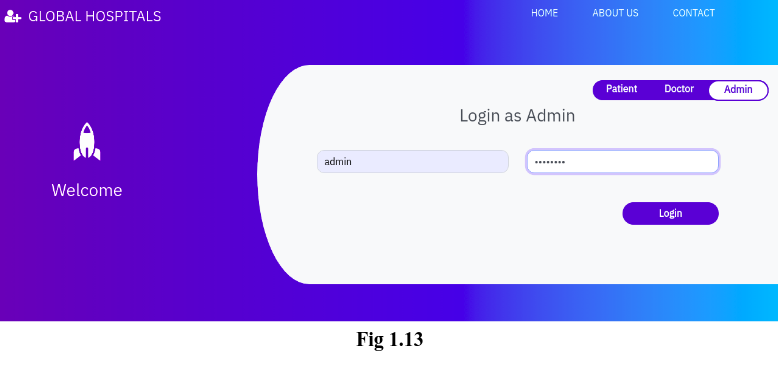 GLOBAL HOSPITALS
HOME ABOUT US CONTACT
Patient Doctor Admin
Login as Admin
admin ••••••••
Login
Welcome
Fig 1.13